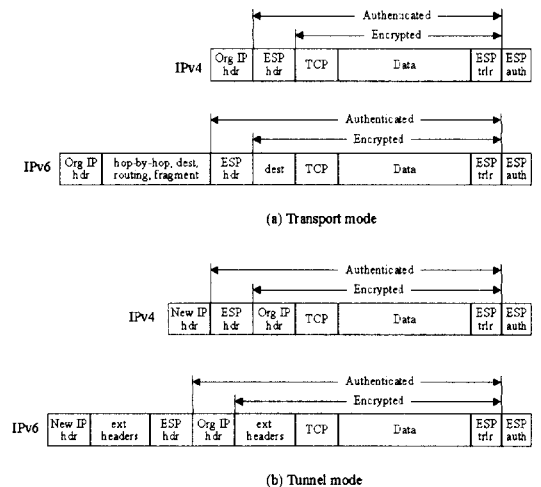 Authenticated
Encrypted
IPv4
Org IP hdr
ESP hdr
TCP
Data
ESP trlr
ESP auth
Authenticated
Encrypted
IPv6
Org IP hdr
hop-by-hop, dest, routing, fragment
ESP hdr
dest
TCP
Data
ESP trlr
ESP auth
(a) Transport mode
Authenticated
Encrypted
IPv4
New IP hdr
ESP hdr
Org IP hdr
TCP
Data
ESP trlr
ESP auth
Authenticated
Encrypted
IPv6
New IP hdr
ext headers
ESP hdr
Org IP hdr
ext headers
TCP
Data
ESP trlr
ESP auth
(b) Tunnel mode